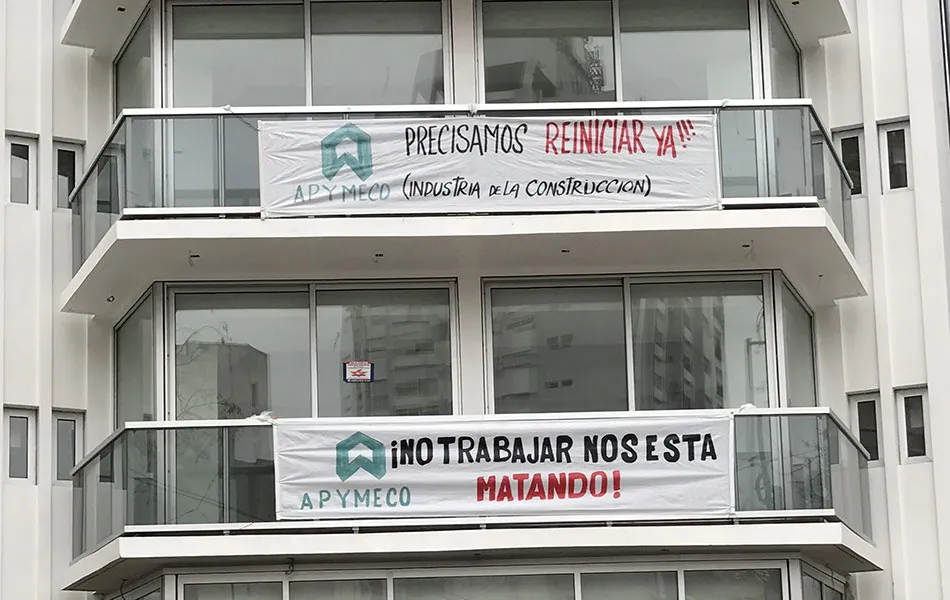 PRECISAMOS REINICIAR YA!!!
APYMECO (INDUSTRIA DE LA CONSTRUCCION)
¡NO TRABAJAR NOS ESTA
MATANDO!
APYMECO